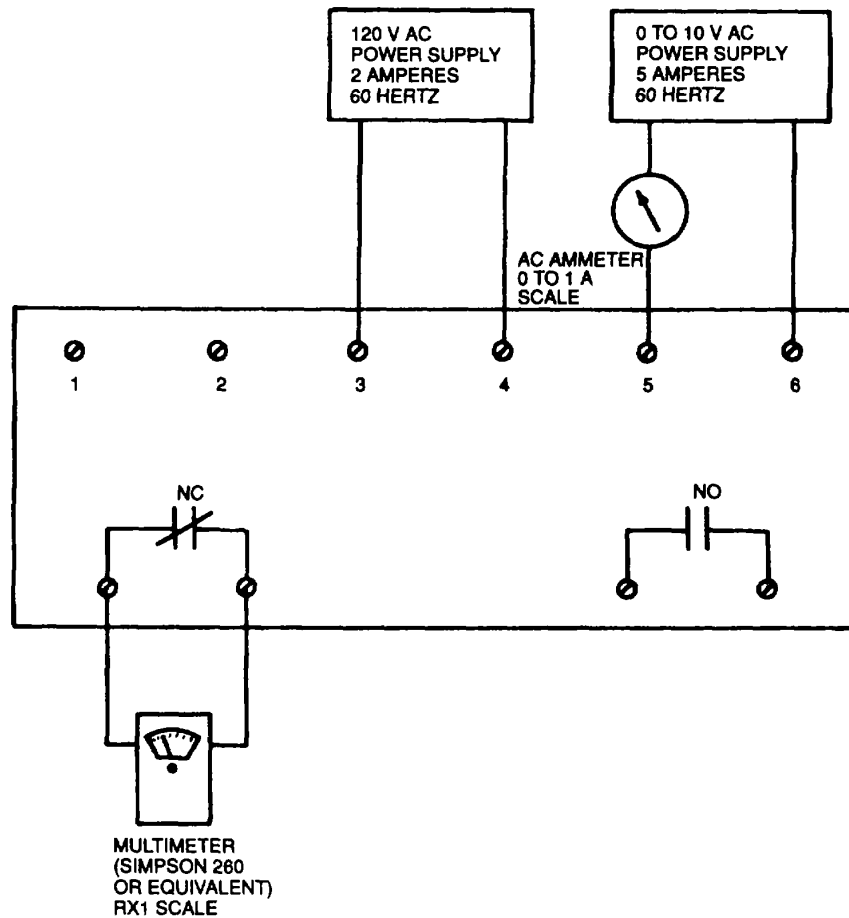 120 V AC
POWER SUPPLY
2 AMPERES
60 HERTZ
0 TO 10 V AC
POWER SUPPLY
5 AMPERES
60 HERTZ
AC AMMETER
0 TO 1 A
SCALE
1
2
3
4
5
6
NC
NO
MULTIMETER
(SIMPSON 260
OR EQUIVALENT)
RX1 SCALE